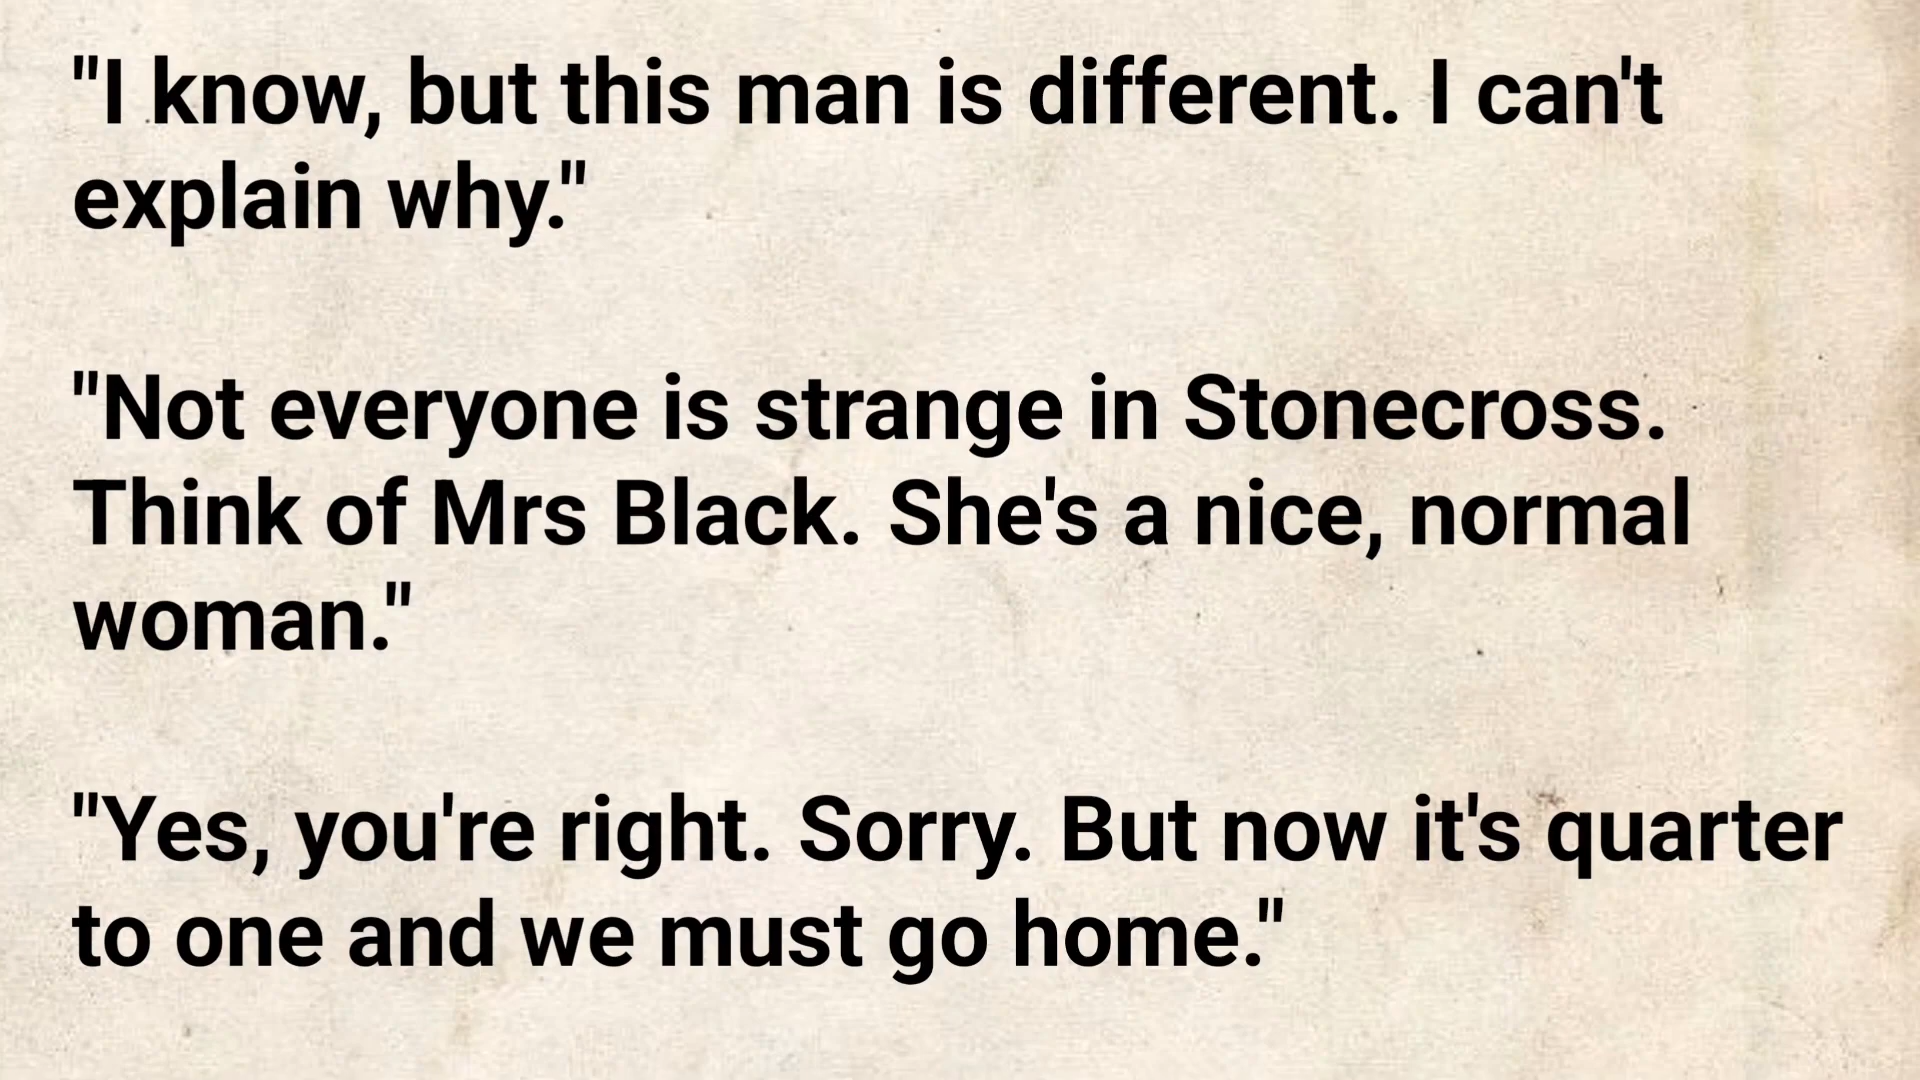 "I know, but this man is different. I can't
explain why."
"Not everyone is strange in Stonecross.
Think of Mrs Black. She's a nice, normal
woman."
"Yes, you're right. Sorry. But now it's quarter
to one and we must go home."